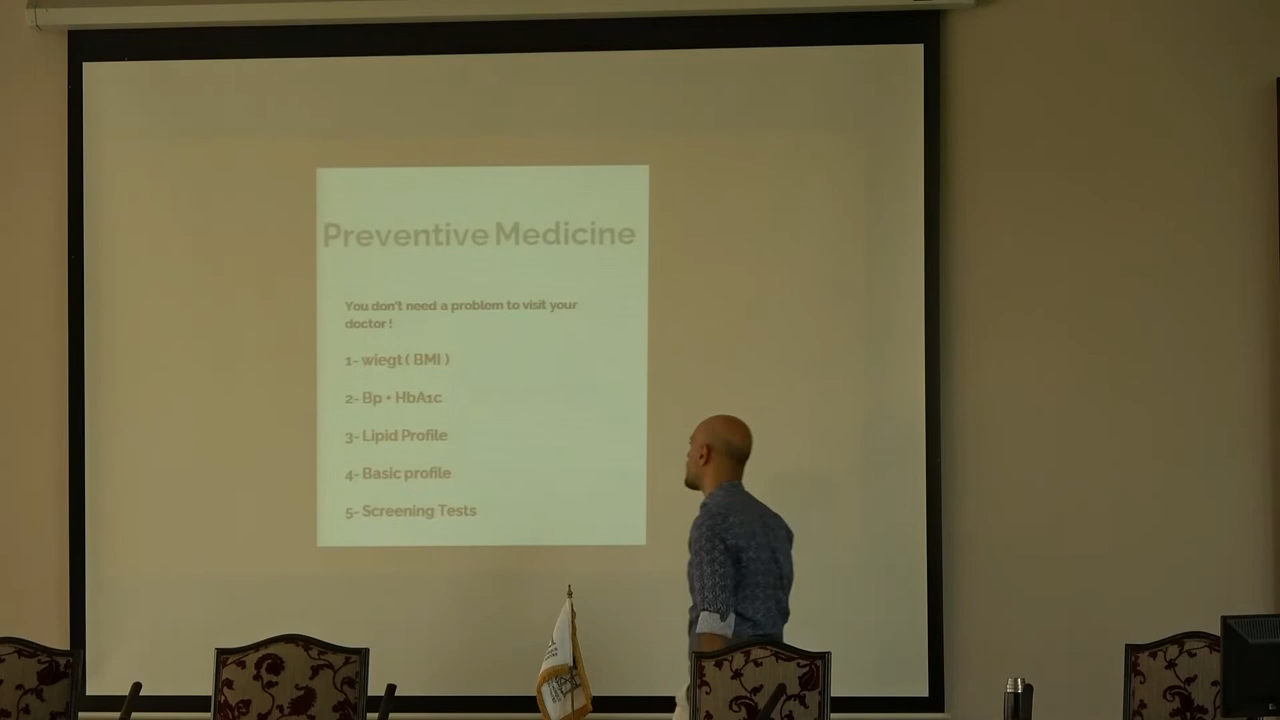 Preventive Medicine
You don't need a problem to visit your
doctor !
1- wiegt ( BMI )
2- Bp + HbA1c
3- Lipid Profile
4- Basic profile
5- Screening Tests